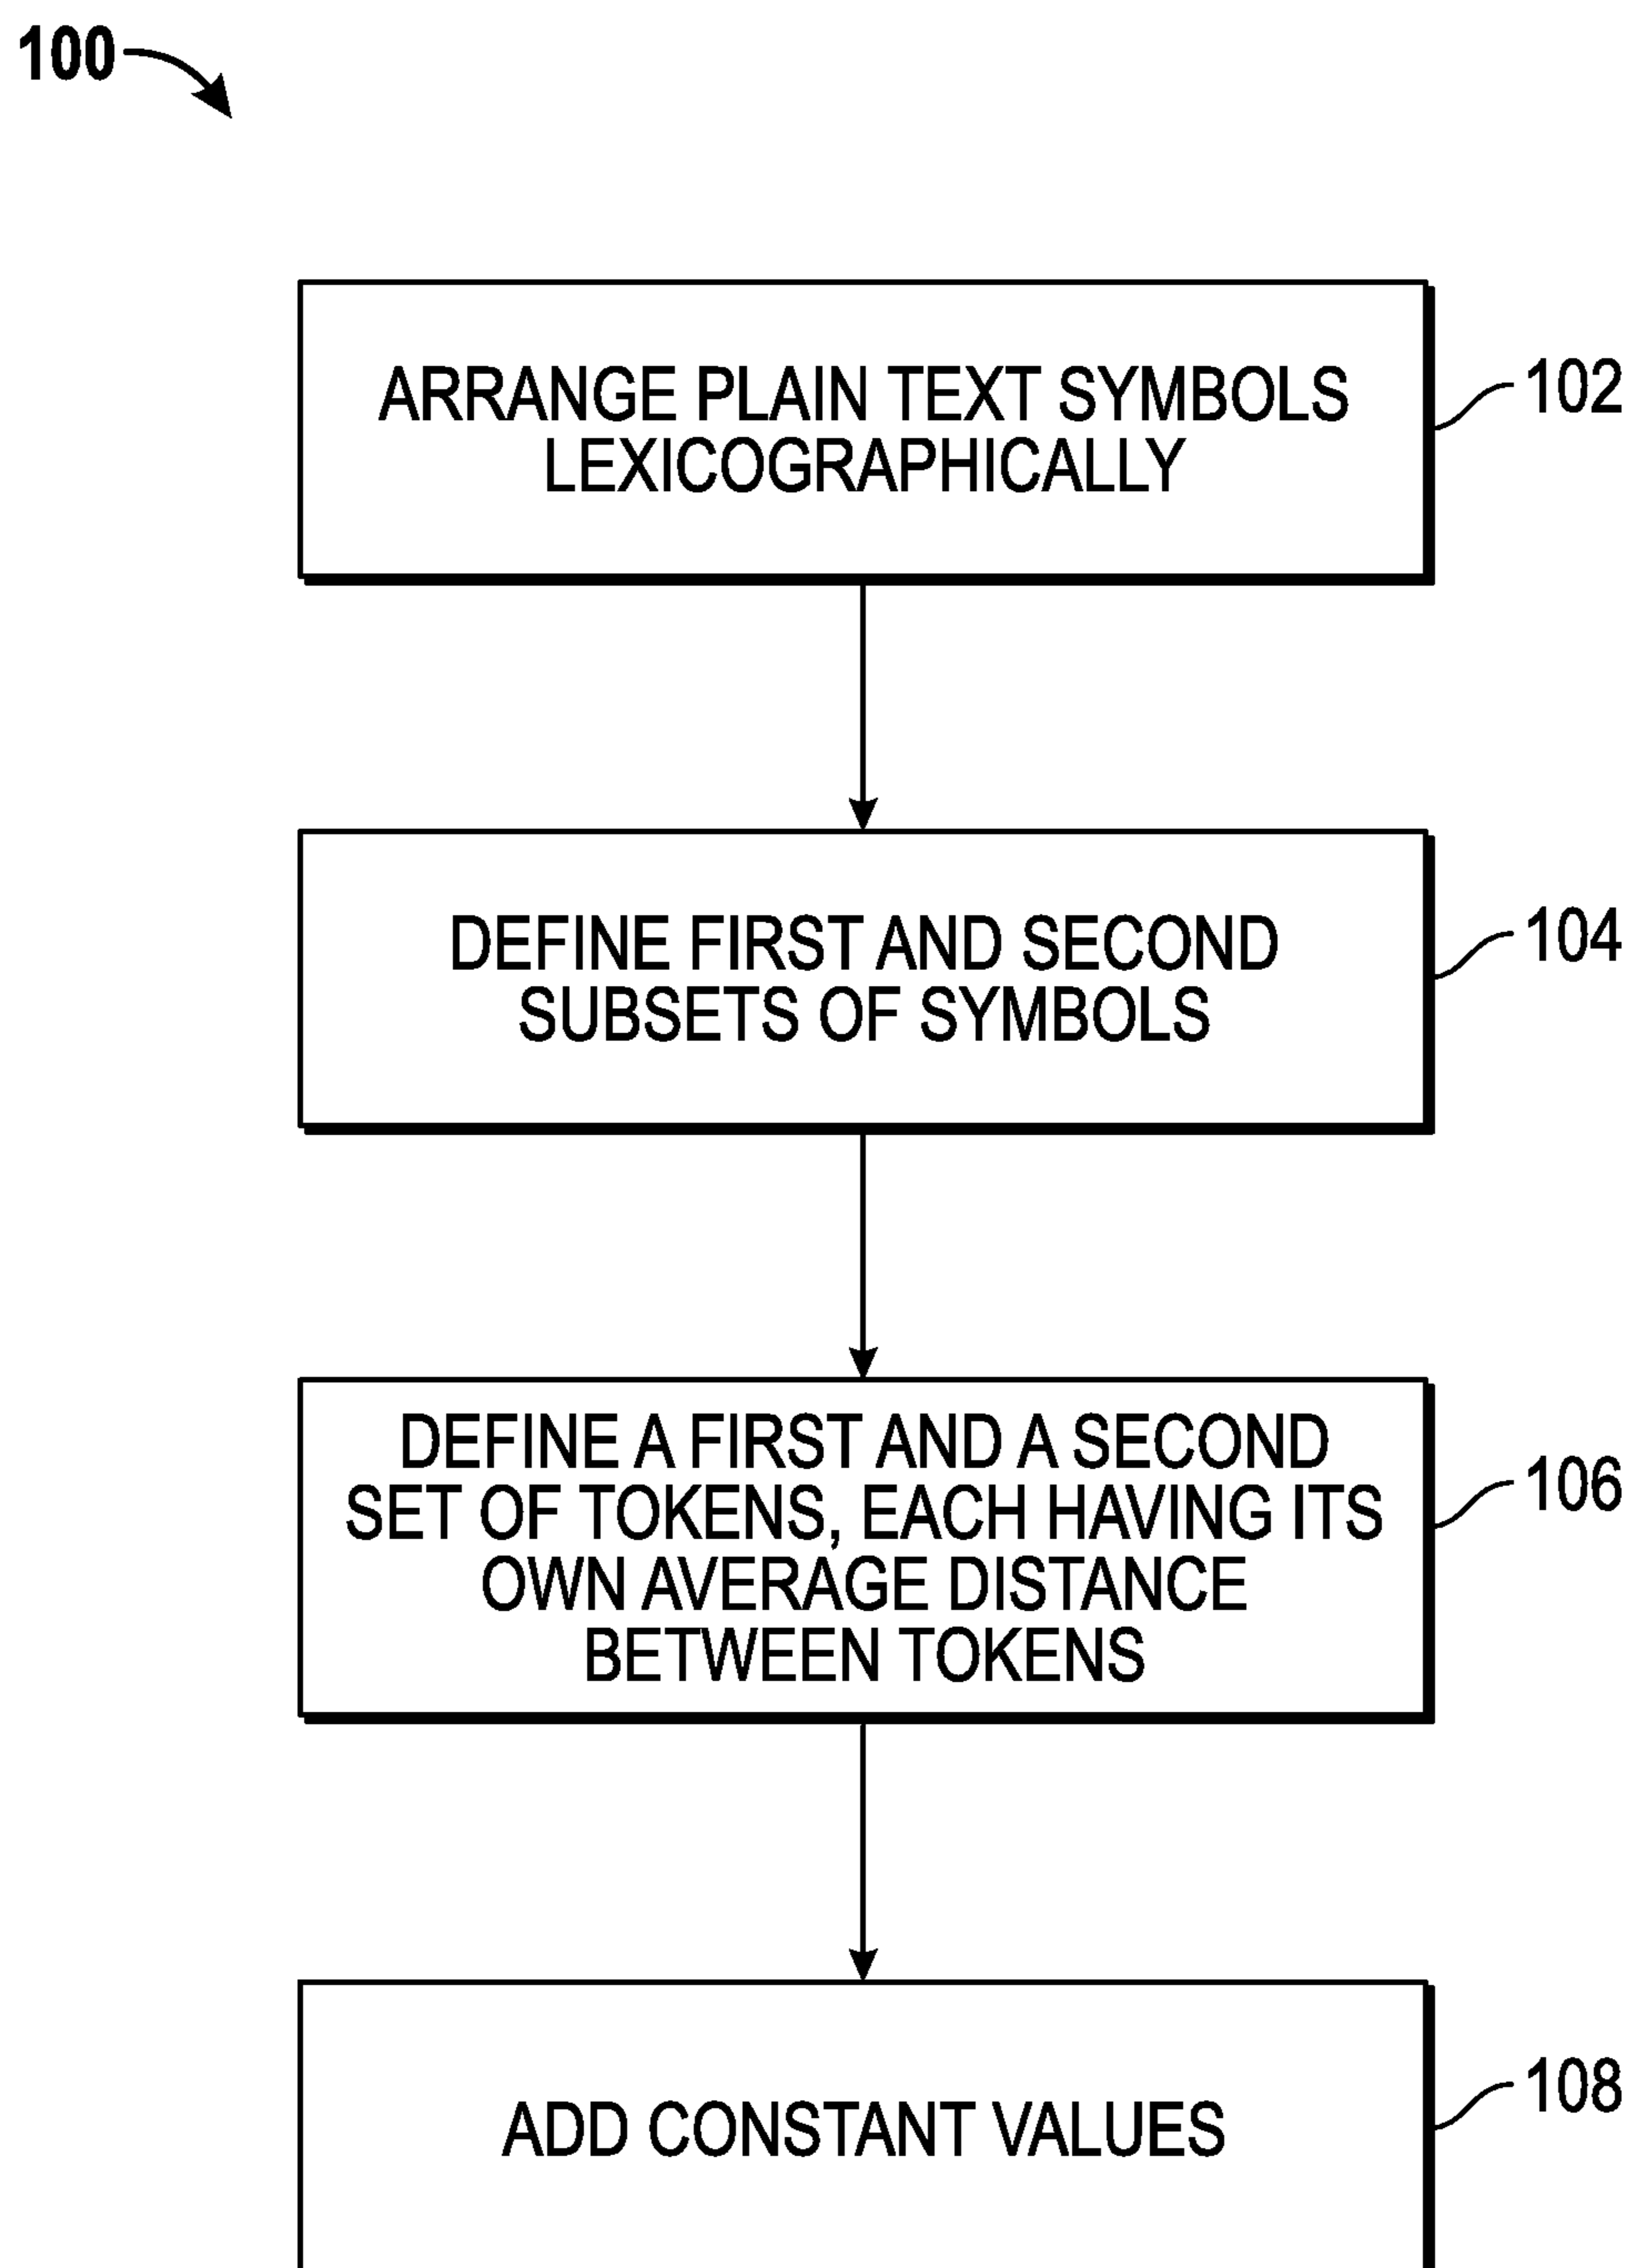 100
ARRANGE PLAIN TEXT SYMBOLS
LEXICOGRAPHICALLY
102
DEFINE FIRST AND SECOND
SUBSETS OF SYMBOLS
104
DEFINE A FIRST AND A SECOND
SET OF TOKENS, EACH HAVING ITS
OWN AVERAGE DISTANCE
BETWEEN TOKENS
106
ADD CONSTANT VALUES
108